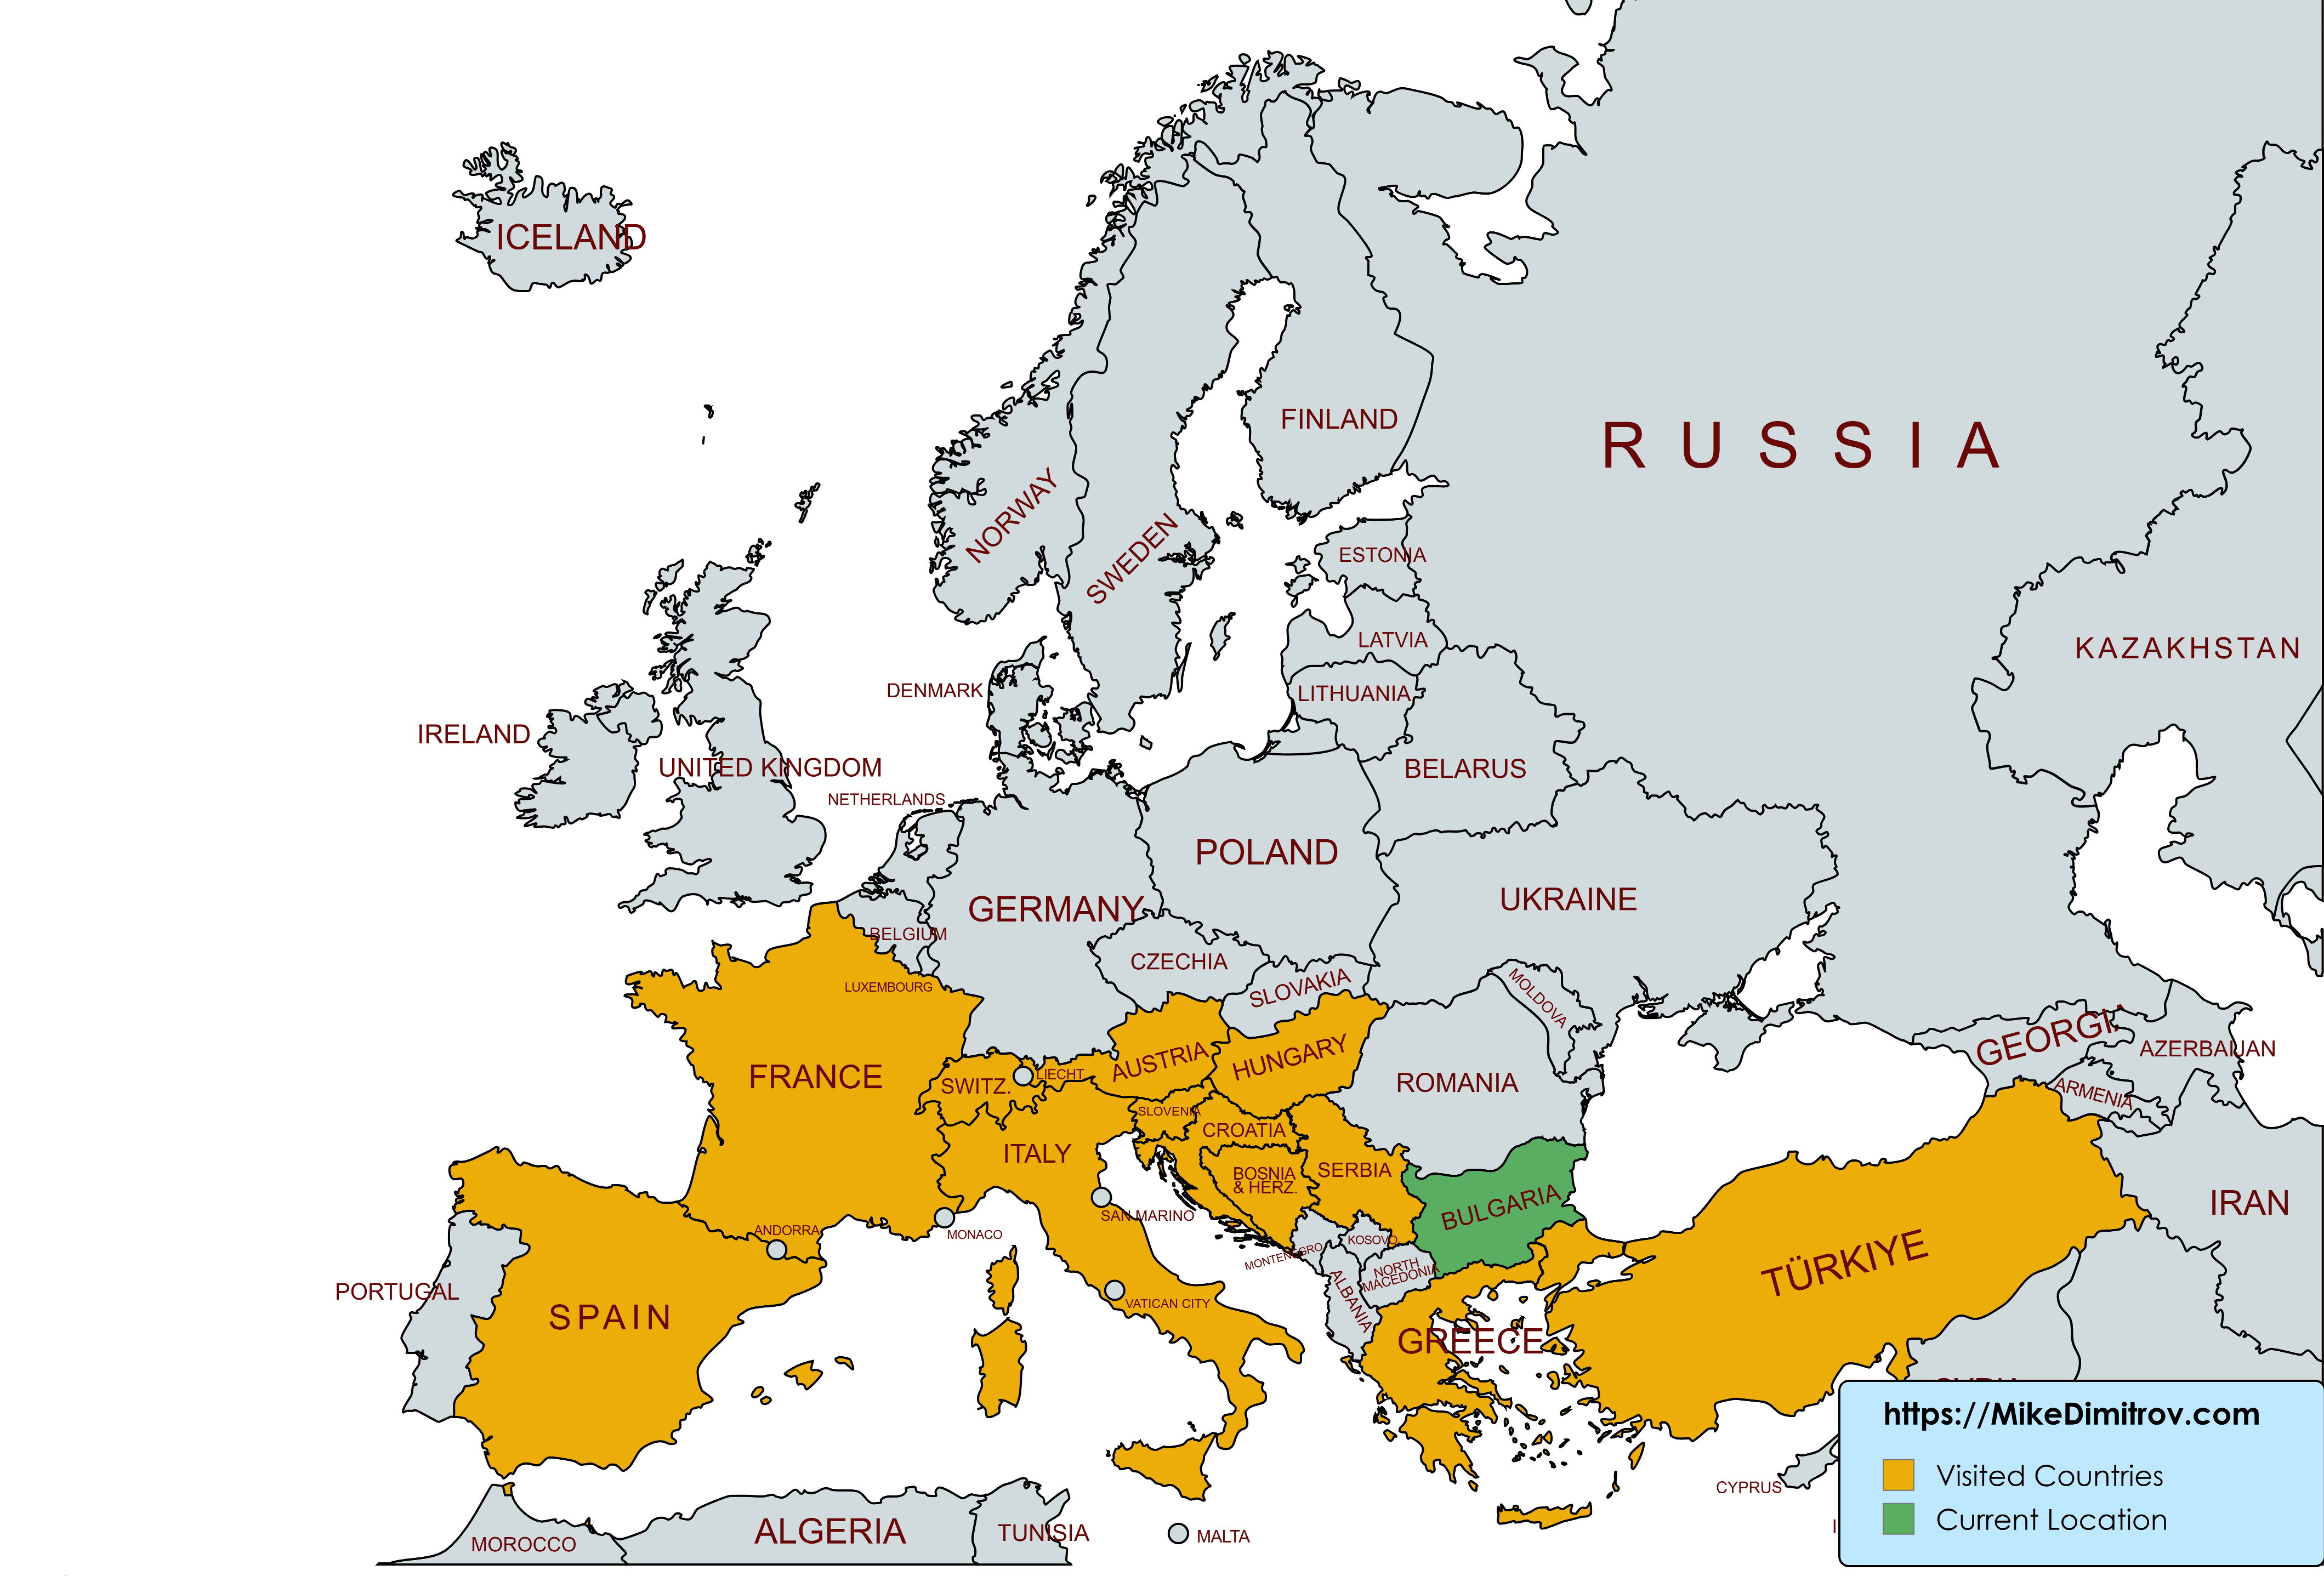 ICELAND
RUSSIA
FINLAND
NORWAY
SWEDEN
ESTONIA
LATVIA
KAZAKHSTAN
DENMARK
LITHUANIA
IRELAND
UNITED KINGDOM
BELARUS
NETHERLANDS
POLAND
GERMANY
UKRAINE
BELGIUM
CZECHIA
LUXEMBOURG
SLOVAKIA
MOLDOVA
GEORGIA
AZERBAIJAN
FRANCE
SWITZ.
LIECHT
AUSTRIA
HUNGARY
ROMANIA
ARMENIA
SLOVENIA
CROATIA
ITALY
BOSNIA
& HERZ.
SERBIA
BULGARIA
IRAN
ANDORRA
MONACO
SAN MARINO
MONTENEGRO
KOSOVO
NORTH
MACEDONIA
ALBANIA
TÜRKIYE
PORTUGAL
SPAIN
VATICAN CITY
GREECE
CYPRUS
MOROCCO
ALGERIA
TUNISIA
MALTA
https://MikeDimitrov.com
Visited Countries
Current Location